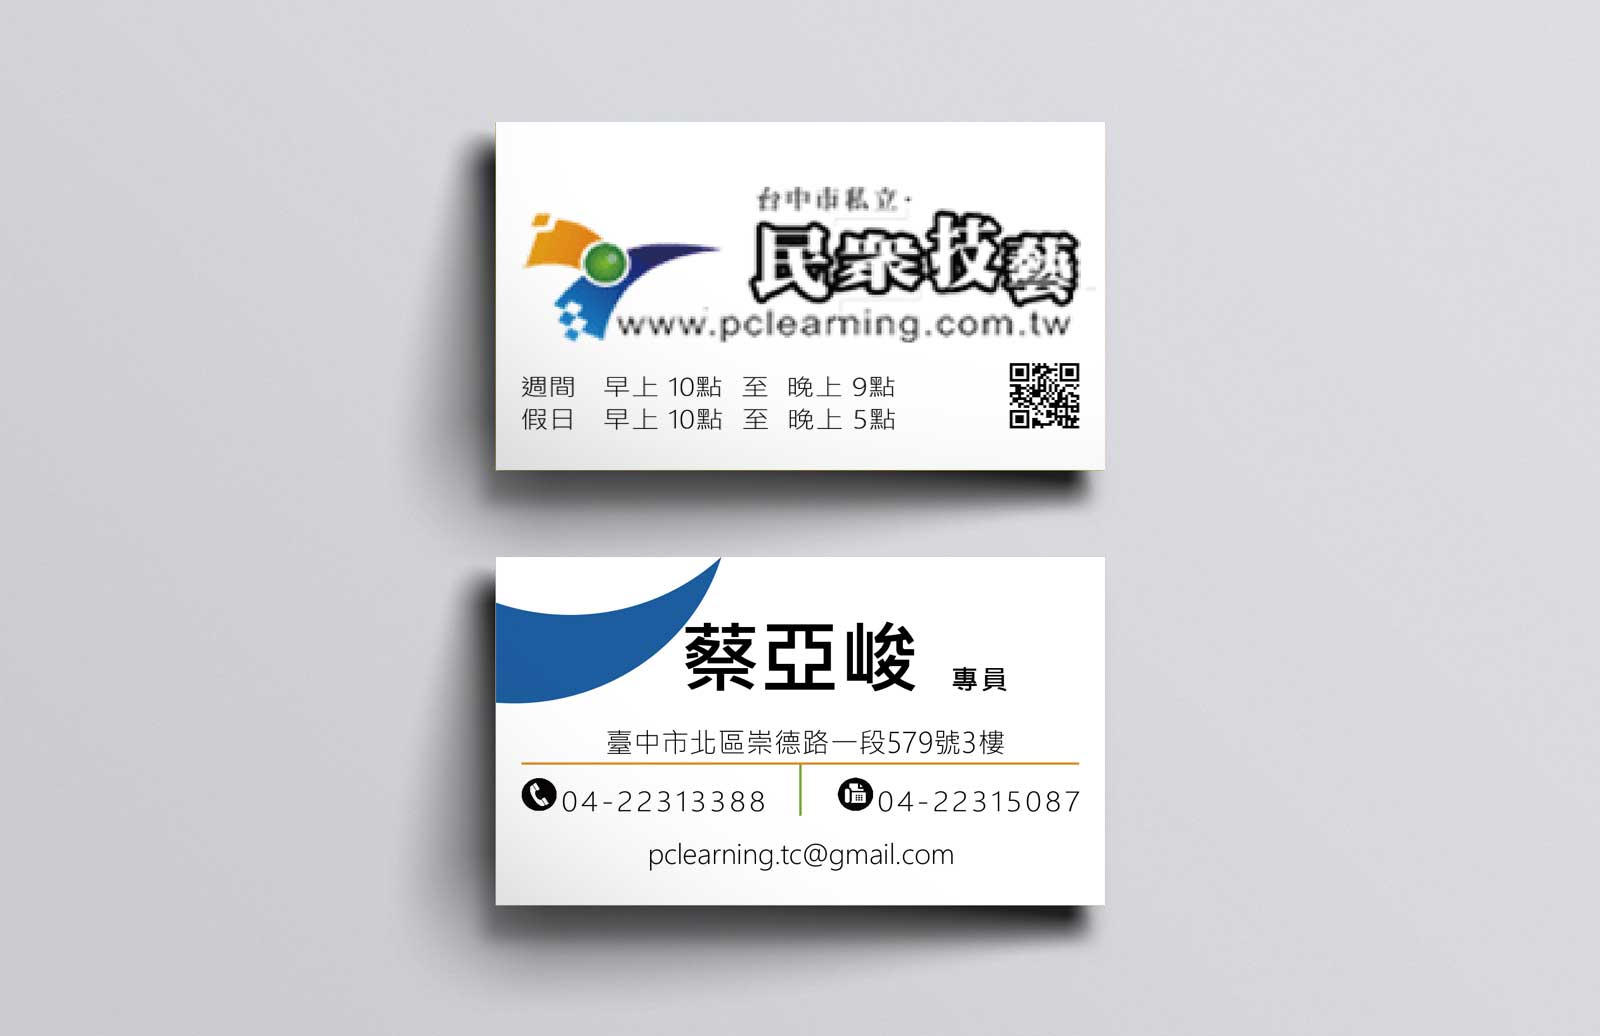 台中市私立·
民眾技藝
www.pclearning.com.tw
週間 早上 10點 至 晚上 9點
假日 早上 10點 至 晚上 5點
蔡亞峻 專員
臺中市北區崇德路一段579號3樓
04-22313388 04-22315087
pclearning.tc@gmail.com